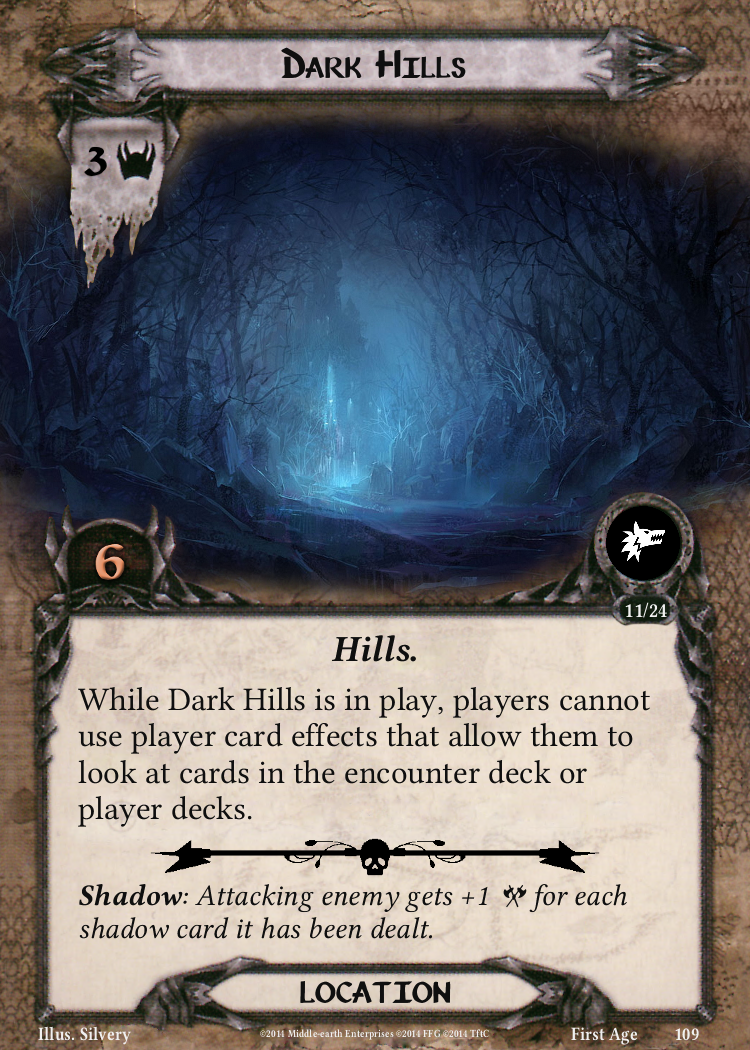 Dark Hills
3
6
11/24
Hills.
While Dark Hills is in play, players cannot
use player card effects that allow them to
look at cards in the encounter deck or
player decks.
Shadow: Attacking enemy gets +1 for each
shadow card it has been dealt.
LOCATION
Illus. Silvery ©2014 Middle-earth Enterprises ©2014 FFG ©2014 TftC First Age 109